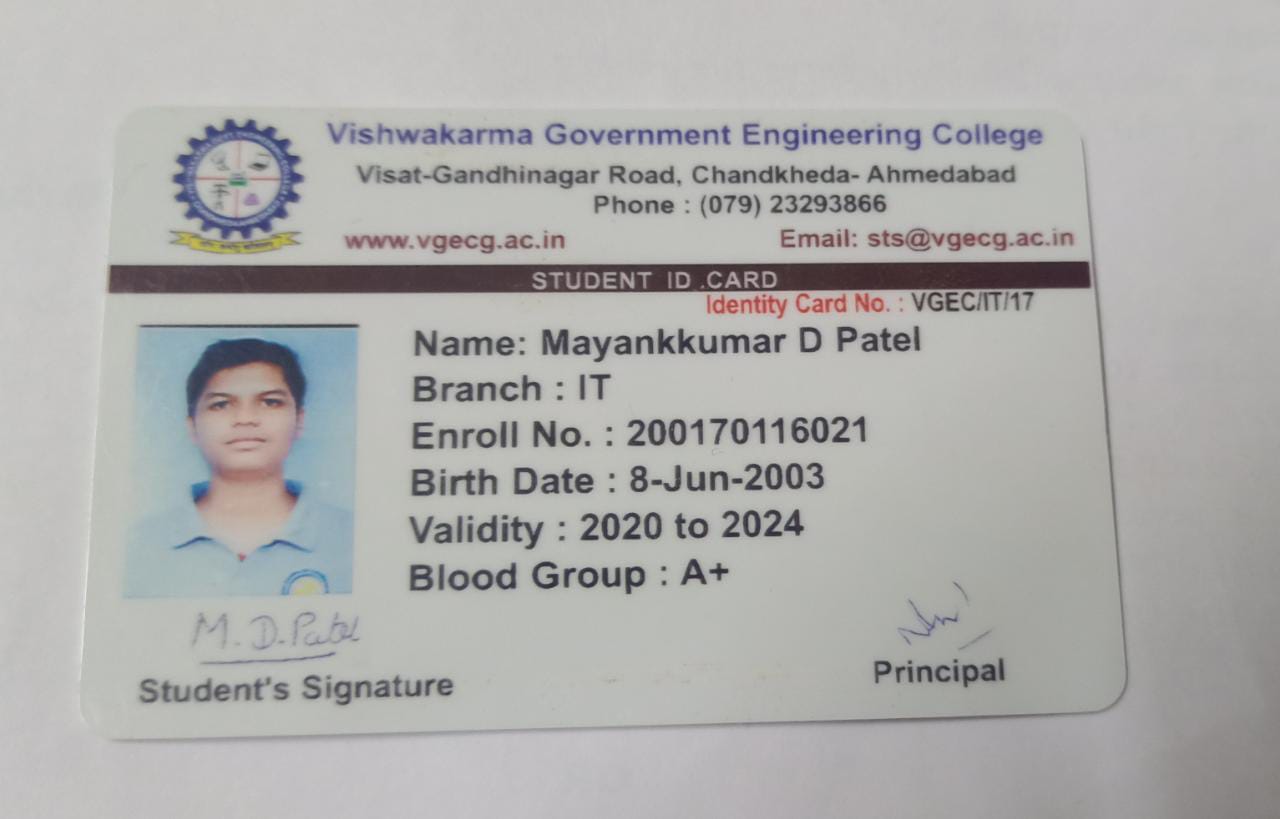 Vishwakarma Government Engineering College
Visat-Gandhinagar Road, Chandkheda- Ahmedabad
Phone : (079) 23293866
www.vgecg.ac.in Email: sts@vgecg.ac.in
STUDENT ID .CARD
Identity Card No. : VGEC/IT/17
Name: Mayankkumar D Patel
Branch : IT
Enroll No. : 200170116021
Birth Date : 8-Jun-2003
Validity : 2020 to 2024
Blood Group : A+
M.D.Patel
Student's Signature
Principal